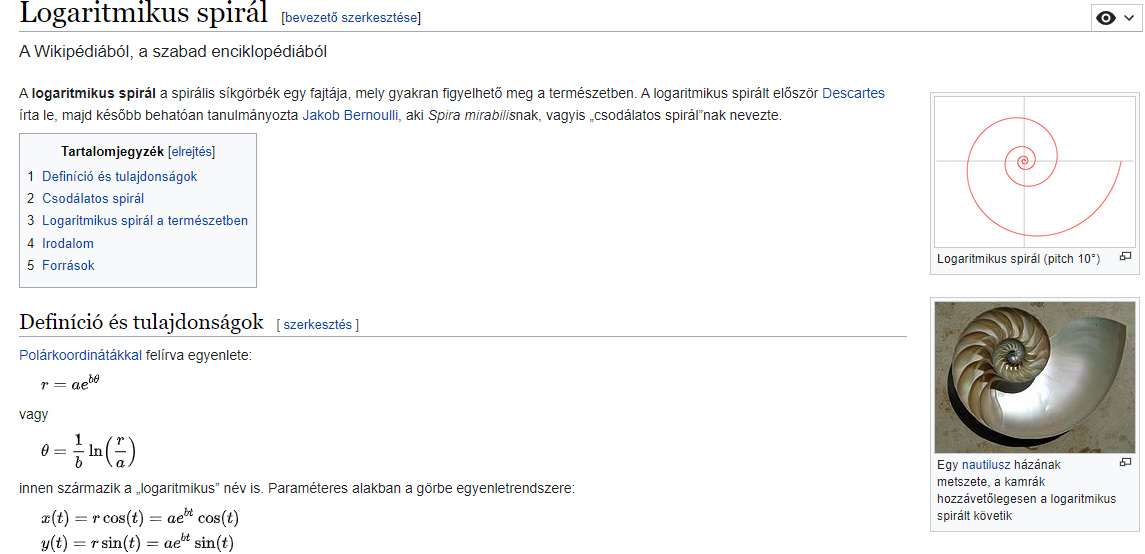 Logaritmikus spirál [bevezető szerkesztése]
A Wikipédiából, a szabad enciklopédiából
A logaritmikus spirál a spirális síkgörbék egy fajtája, mely gyakran figyelhető meg a természetben. A logaritmikus spirált először Descartes
írta le, majd később behatóan tanulmányozta Jakob Bernoulli, aki Spira mirabilisnak, vagyis „csodálatos spirál”nak nevezte.
Tartalomjegyzék [elrejtés]
1 Definíció és tulajdonságok
2 Csodálatos spirál
3 Logaritmikus spirál a természetben
4 Irodalom
5 Források
Definíció és tulajdonságok [ szerkesztés ]
Polárkoordinátákkal felírva egyenlete:
r = ae^{bθ}
vagy
θ = \frac{1}{b} ln(\frac{r}{a})
innen származik a „logaritmikus” név is. Paraméteres alakban a görbe egyenletrendszere:
x(t) = r cos(t) = ae^{bt} cos(t)
y(t) = r sin(t) = ae^{bt} sin(t)
Logaritmikus spirál (pitch 10°)
Egy nautilusz házának
metszete, a kamrák
hozzávetőlegesen a logaritmikus
spirált követik